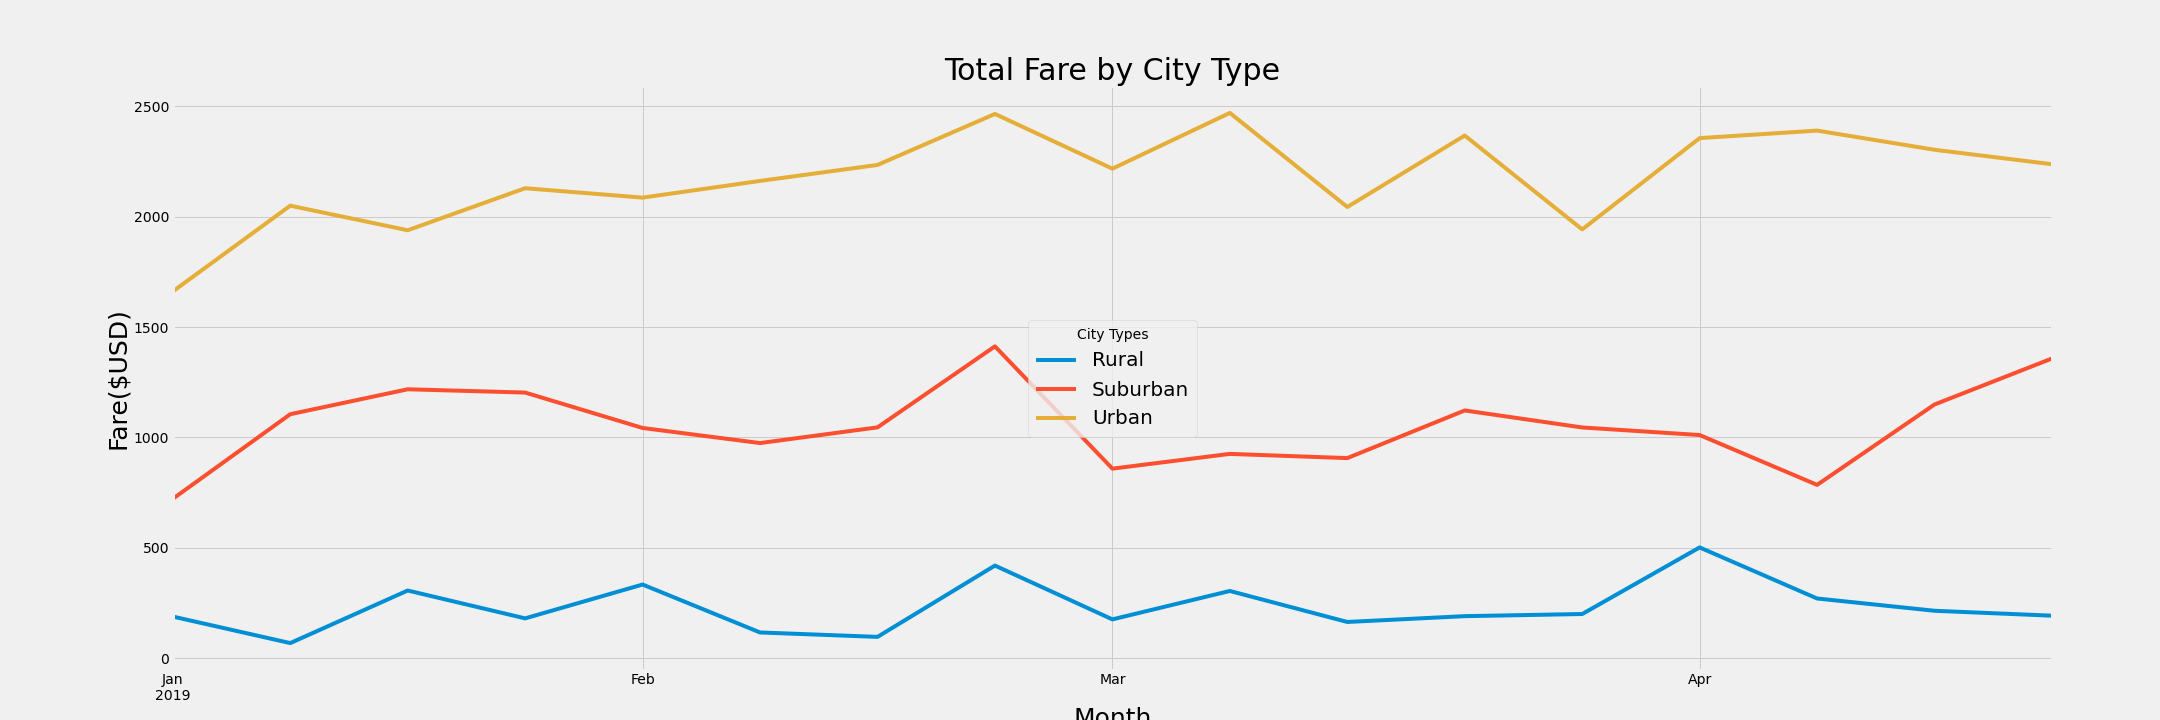 Total Fare by City Type
Fare($USD)
2500
2000
1500
1000
500
0
City Types
Rural
Suburban
Urban
Jan
2019
Feb
Mar
Apr
Month